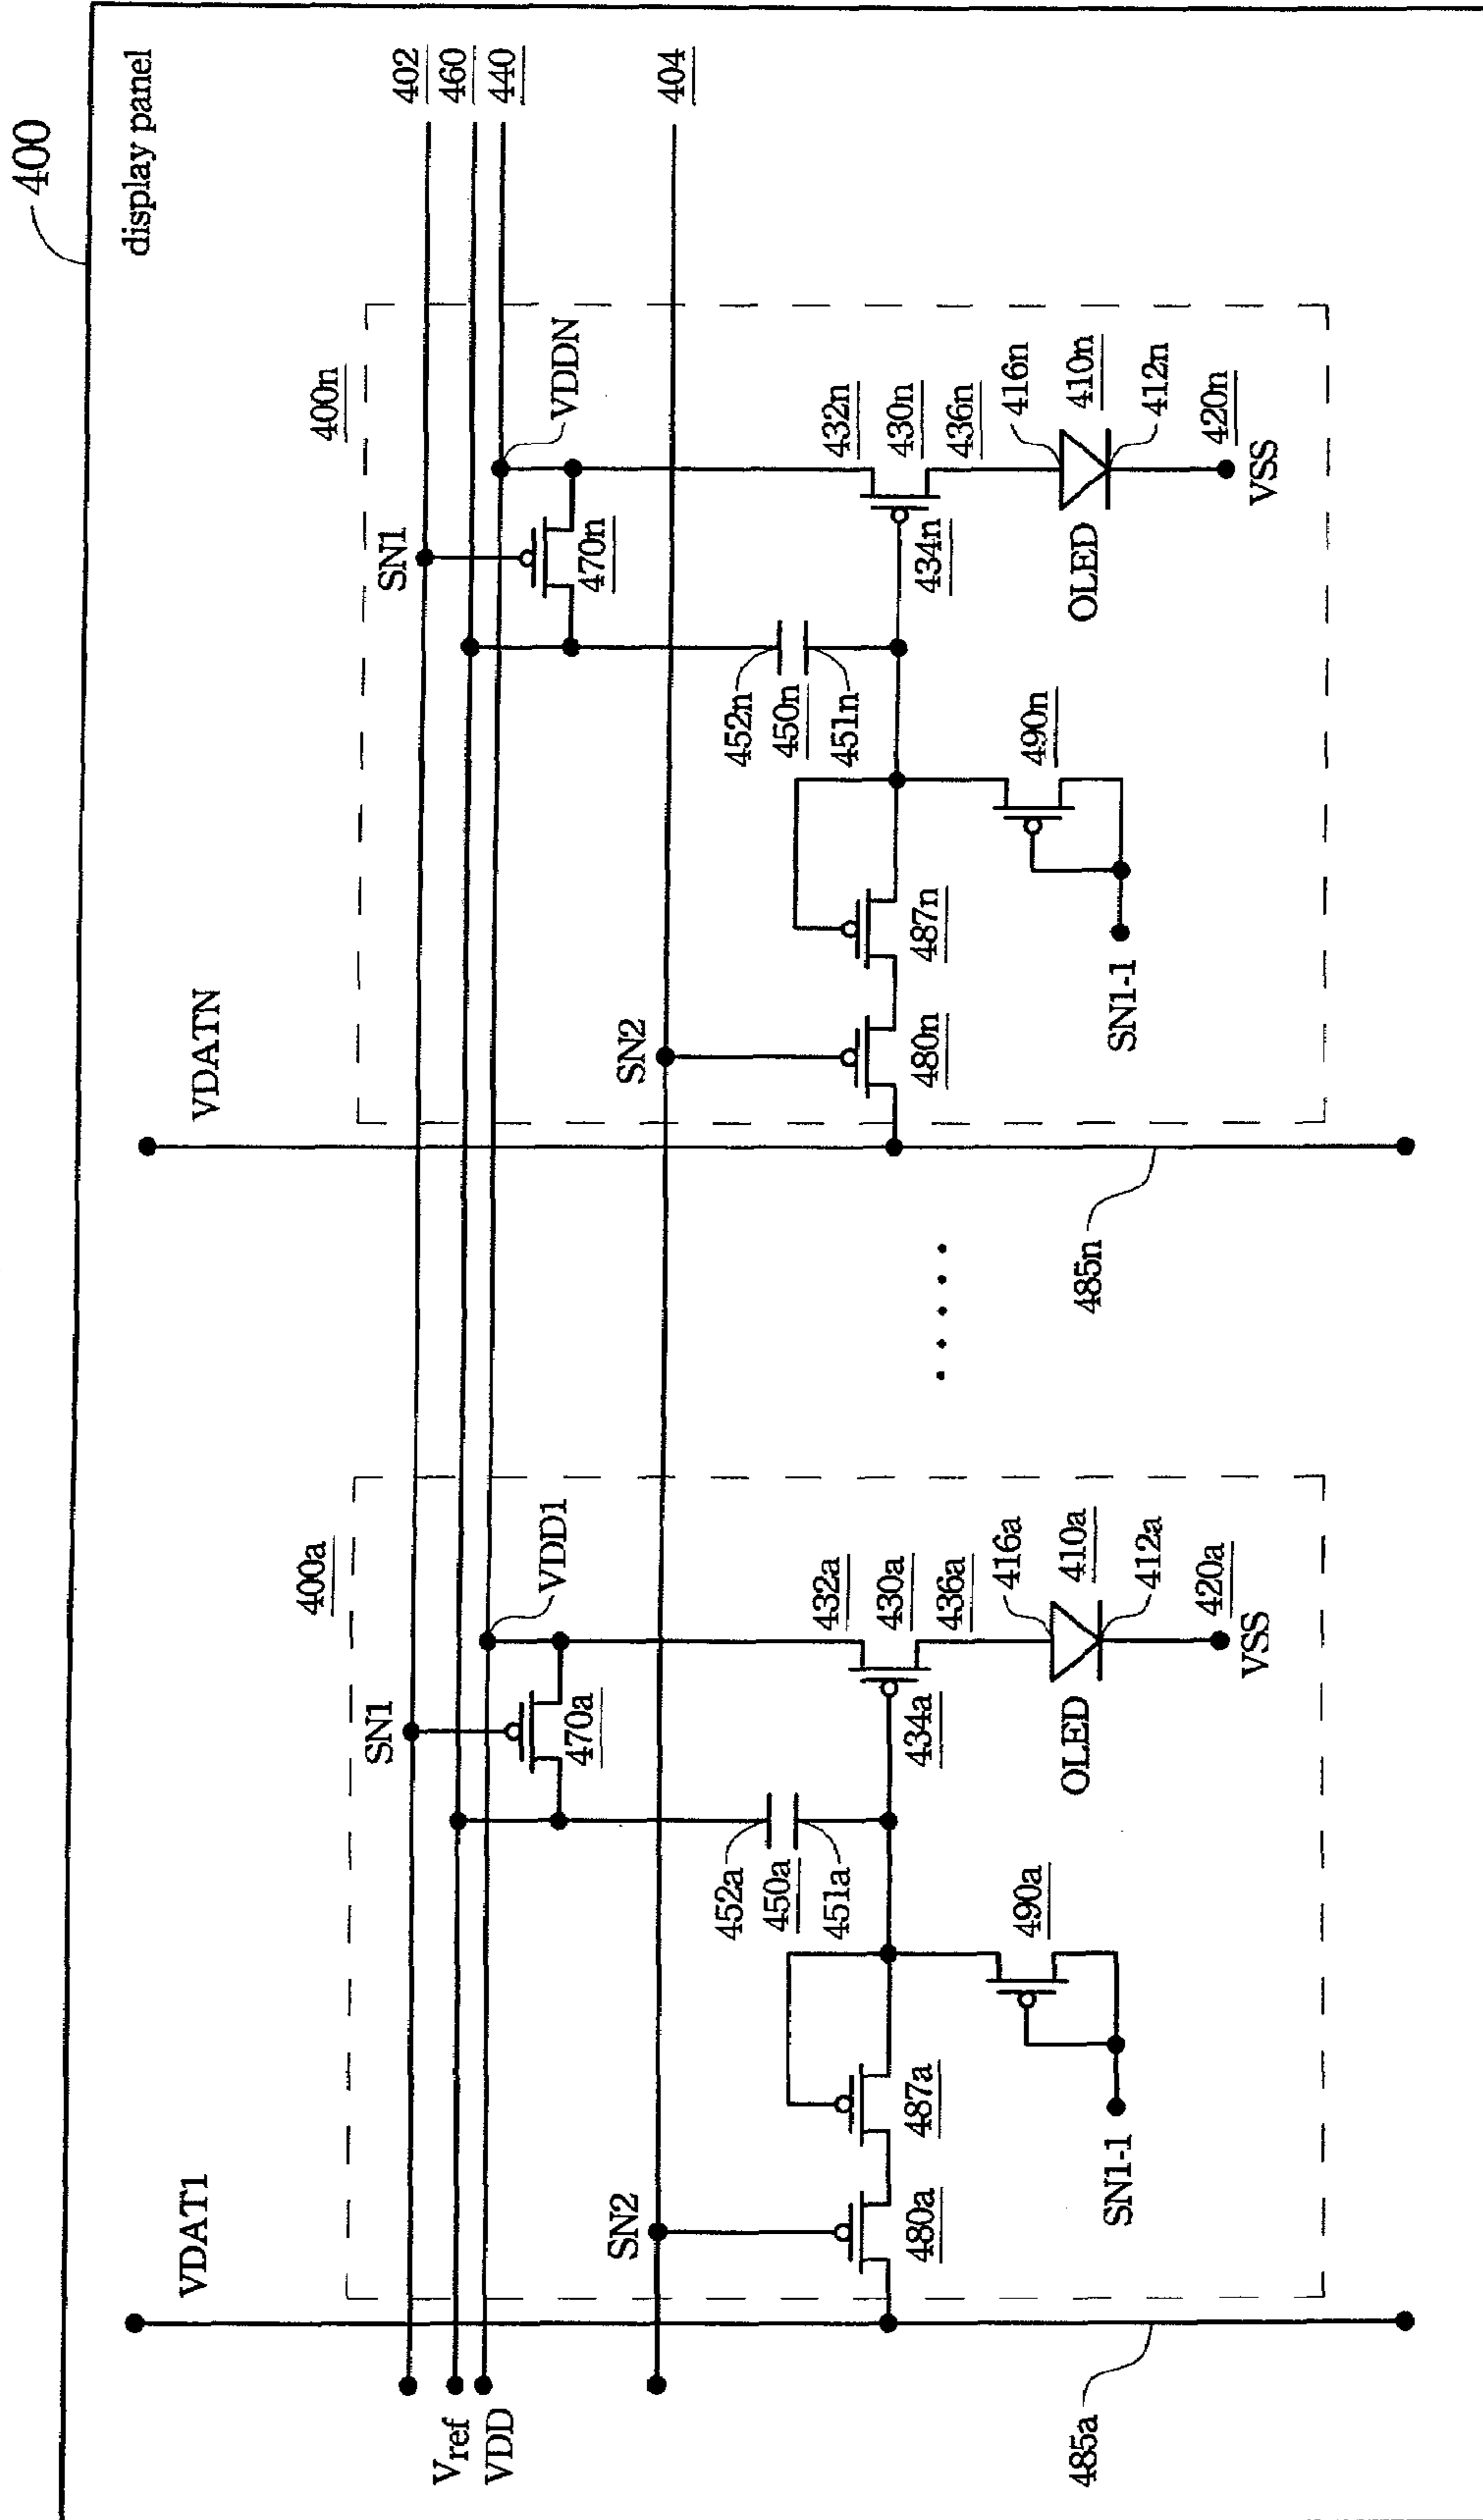 400
display panel
402
460
440
404
VDAT1
VDATN
400a
400n
SN1
SN1
Vref
VDD
VDD1
VDDN
470a
470n
SN2
SN2
452a
450a
451a
452n
450n
451n
432a
430a
436a
432n
430n
436n
480a
487a
434a
480n
487n
434n
490a
490n
416a
410a
412a
416n
410n
412n
OLED
OLED
SN1-1
SN1-1
420a
VSS
420n
VSS
485a
485n